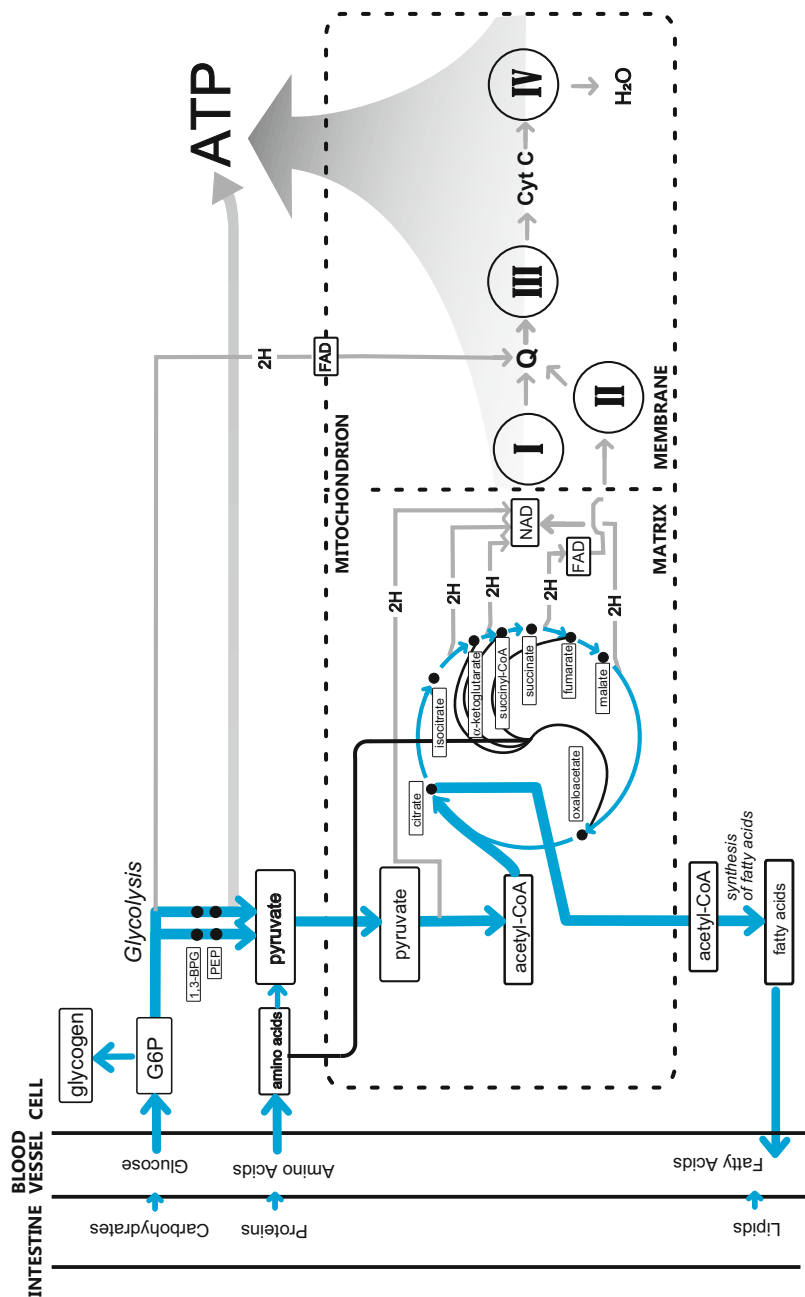 INTESTINE
BLOOD
VESSEL
CELL
Carbohydrates
Glucose
G6P
glycogen
Glycolysis
1,3-BPG
PEP
pyruvate
Proteins
Amino Acids
amino acids
Lipids
Fatty Acids
MITOCHONDRION
pyruvate
acetyl-CoA
citrate
isocitrate
α-ketoglutarate
succinyl-CoA
succinate
fumarate
malate
oxaloacetate
2H
2H
2H
2H
2H
NAD
FAD
MATRIX
acetyl-CoA
synthesis
of fatty acids
fatty acids
2H
FAD
I
II
Q
III
Cyt C
IV
H₂O
MEMBRANE
ATP